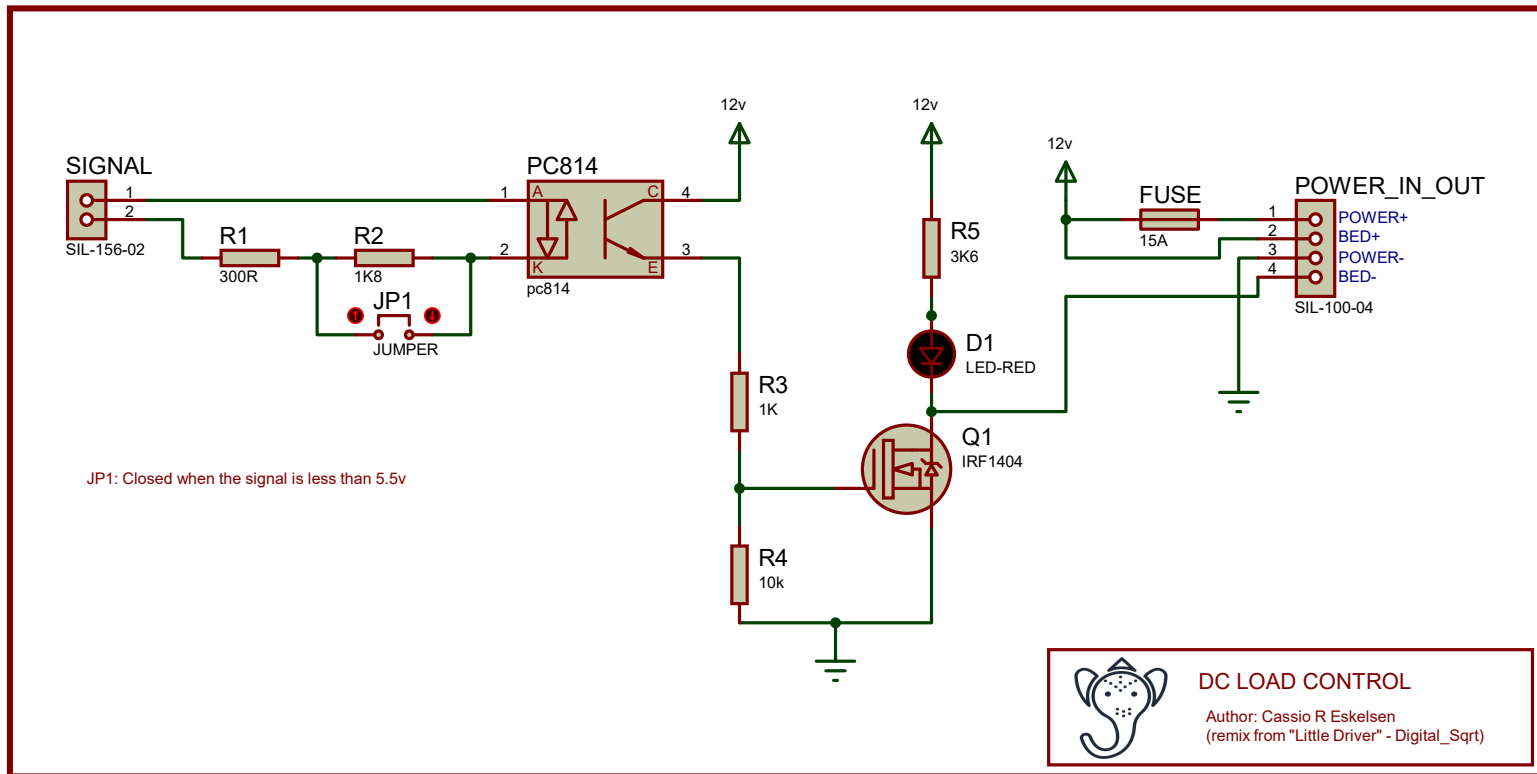 SIGNAL
1
2
SIL-156-02
R1
300R
R2
1K8
JP1
JUMPER
PC814
1
A
C
4
2
K
E
3
pc814
12v
R3
1K
R4
10k
12v
R5
3K6
D1
LED-RED
Q1
IRF1404
12v
FUSE
15A
POWER_IN_OUT
1
POWER+
2
BED+
3
POWER-
4
BED-
SIL-100-04
JP1: Closed when the signal is less than 5.5v
DC LOAD CONTROL
Author: Cassio R Eskelsen
(remix from "Little Driver" - Digital_Sqrt)